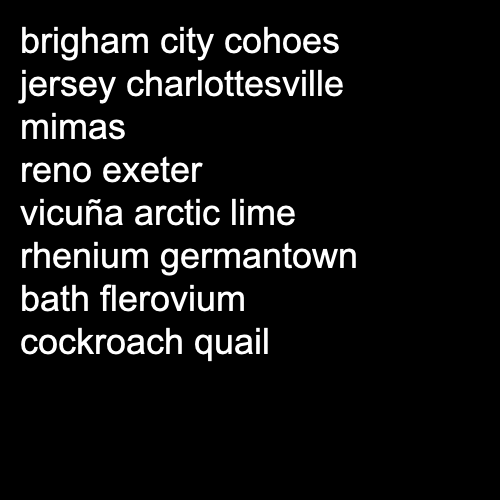 brigham city cohoes
jersey charlottesville
mimas
reno exeter
vicuña arctic lime
rhenium germantown
bath flerovium
cockroach quail